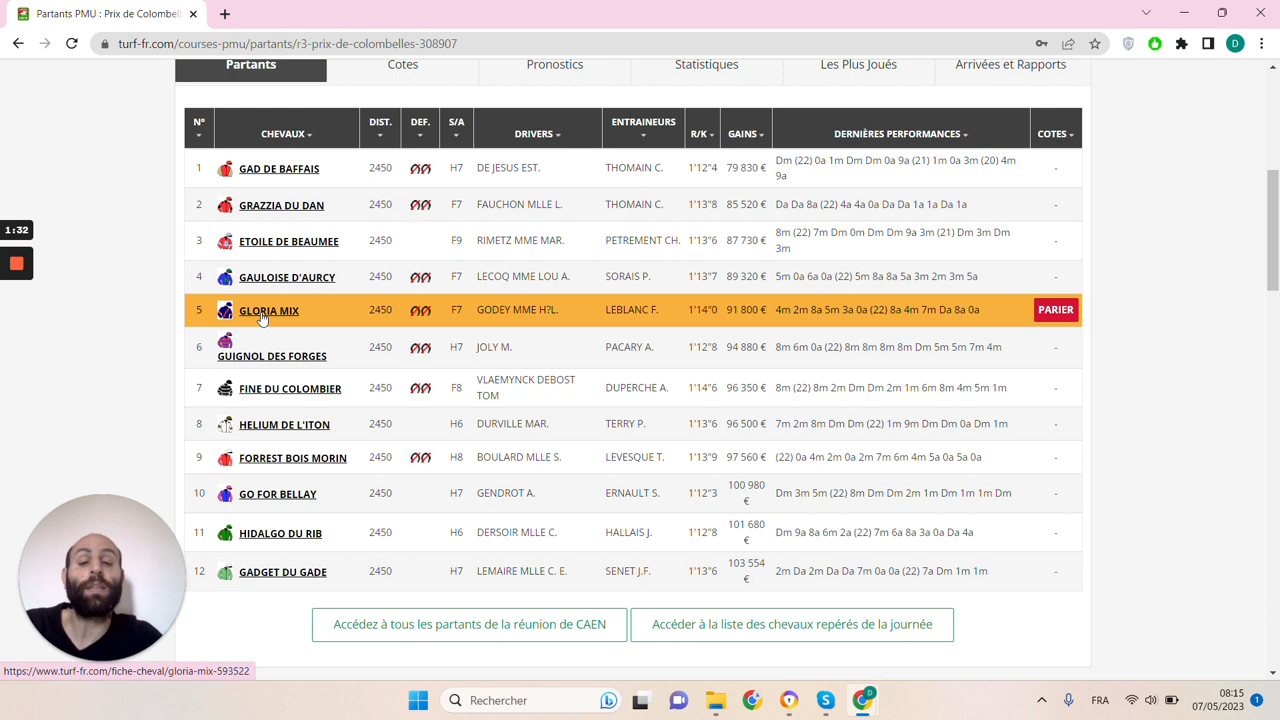 Partants PMU : Prix de Colombell
turf-fr.com/courses-pmu/partants/r3-prix-de-colombelles-308907
D
Partants Cotes Pronostics Statistiques Les Plus Joués Arrivées et Rapports
N° CHEVAUX DIST. DEF. S/A DRIVERS ENTRAINEURS R/K GAINS DERNIÈRES PERFORMANCES COTES
1 GAD DE BAFFAIS 2450 H7 DE JESUS EST. THOMAIN C. 1'12"4 79 830 € Dm (22) 0a 1m Dm Dm 0a 9a (21) 1m 0a 3m (20) 4m -
9a
2 GRAZZIA DU DAN 2450 F7 FAUCHON MLLE L. THOMAIN C. 1'13"8 85 520 € Da Da 8a (22) 4a 4a 0a Da Da 1a 1a Da 1a -
3 ETOILE DE BEAUMEE 2450 F9 RIMETZ MME MAR. PETREMENT CH. 1'13"6 87 730 € 8m (22) 7m Dm 0m Dm Dm 9a 3m (21) Dm 3m Dm -
3m
4 GAULOISE D'AURCY 2450 F7 LECOQ MME LOU A. SORAIS P. 1'13"7 89 320 € 5m 0a 6a 0a (22) 5m 8a 8a 5a 3m 2m 3m 5a -
5 GLORIA MIX 2450 F7 GODEY MME H?L. LEBLANC F. 1'14"0 91 800 € 4m 2m 8a 5m 3a 0a (22) 8a 4m 7m Da 8a 0a PARIER
6 GUIGNOL DES FORGES 2450 H7 JOLY M. PACARY A. 1'12"8 94 880 € 8m 6m 0a (22) 8m 8m 8m 8m Dm 5m 5m 7m 4m -
7 FINE DU COLOMBIER 2450 F8 VLAEMYNCK DEBOST DUPERCHE A. 1'14"6 96 350 € 8m (22) 8m 2m Dm Dm 2m 1m 6m 8m 4m 5m 1m -
TOM
8 HELIUM DE L'ITON 2450 H6 DURVILLE MAR. TERRY P. 1'13"6 96 500 € 7m 2m 8m Dm Dm (22) 1m 9m Dm Dm 0a Dm 1m -
9 FORREST BOIS MORIN 2450 H8 BOULARD MLLE S. LEVESQUE T. 1'13"9 97 560 € (22) 0a 4m 2m 0a 2m 7m 6m 4m 5a 0a 5a 0a -
10 GO FOR BELLAY 2450 H7 GENDROT A. ERNAULT S. 1'12"3 100 980 Dm 3m 5m (22) 8m Dm Dm 2m 1m Dm 1m 1m Dm -
€
11 HIDALGO DU RIB 2450 H6 DERSOIR MLLE C. HALLAIS J. 1'12"8 101 680 Dm 9a 8a 6m 2a (22) 7m 6a 8a 3a 0a Da 4a -
€
12 GADGET DU GADE 2450 H7 LEMAIRE MLLE C. E. SENET J.F. 1'13"6 103 554 2m Da 2m Da Da 7m 0a 0a (22) 7a Dm 1m 1m -
€
Accédez à tous les partants de la réunion de CAEN Accéder à la liste des chevaux repérés de la journée
1:32
https://www.turf-fr.com/fiche-cheval/gloria-mix-593522
Rechercher
D
FRA
08:15
07/05/2023
1